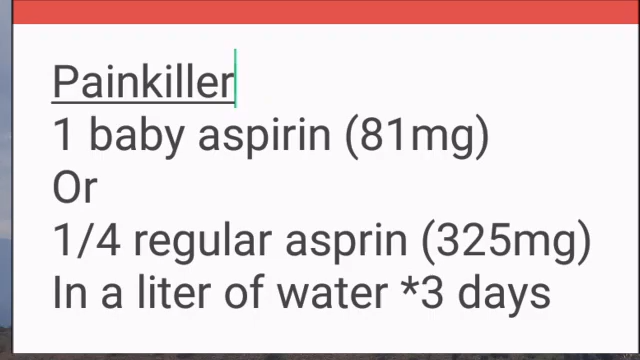 Painkiller
1 baby aspirin (81mg)
Or
1/4 regular asprin (325mg)
In a liter of water *3 days